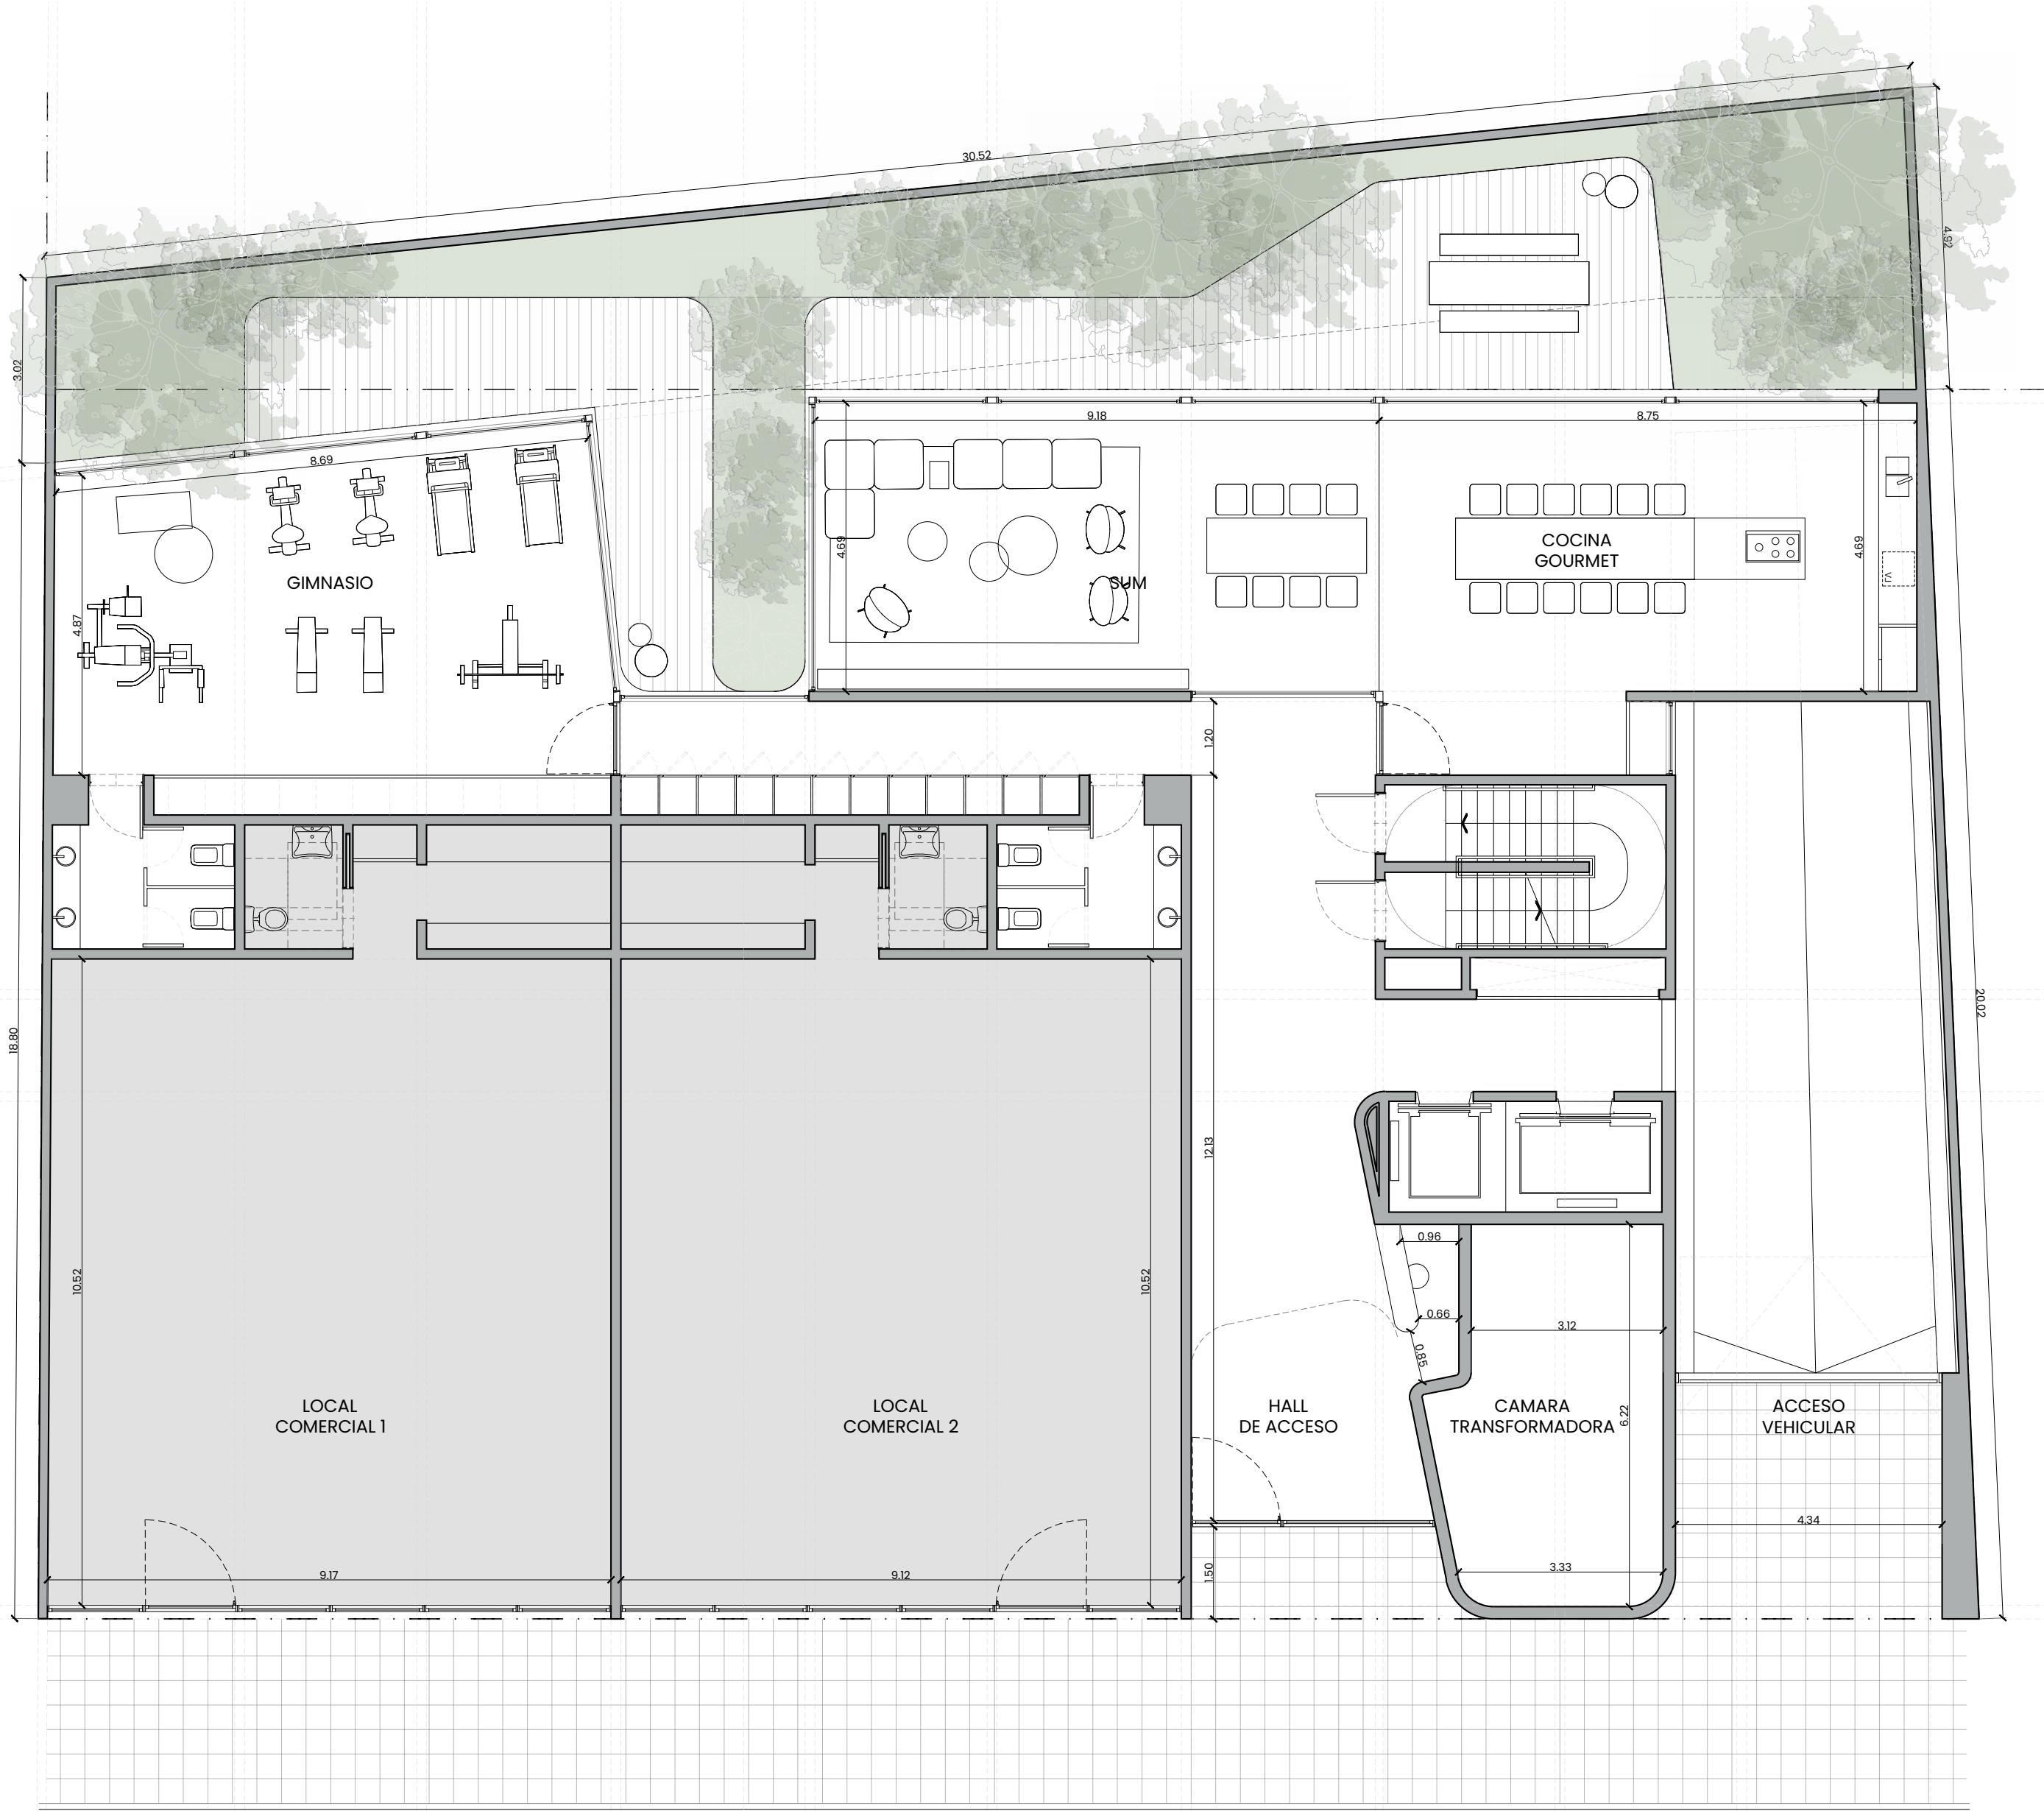 30.52
4.92
3.02
9.18
8.75
8.69
COCINA
GOURMET
4.69
4.69
GIMNASIO
SUM
LV
4.87
1.20
18.80
20.02
12.13
0.96
10.52
10.52
0.66
3.12
0.85
LOCAL
COMERCIAL 1
LOCAL
COMERCIAL 2
HALL
DE ACCESO
CAMARA
TRANSFORMADORA
6.22
ACCESO
VEHICULAR
4.34
9.17
9.12
1.50
3.33